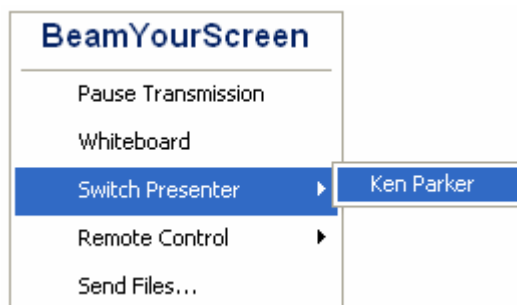 BeamYourScreen
Pause Transmission
Whiteboard
Switch Presenter
Ken Parker
Remote Control
Send Files...